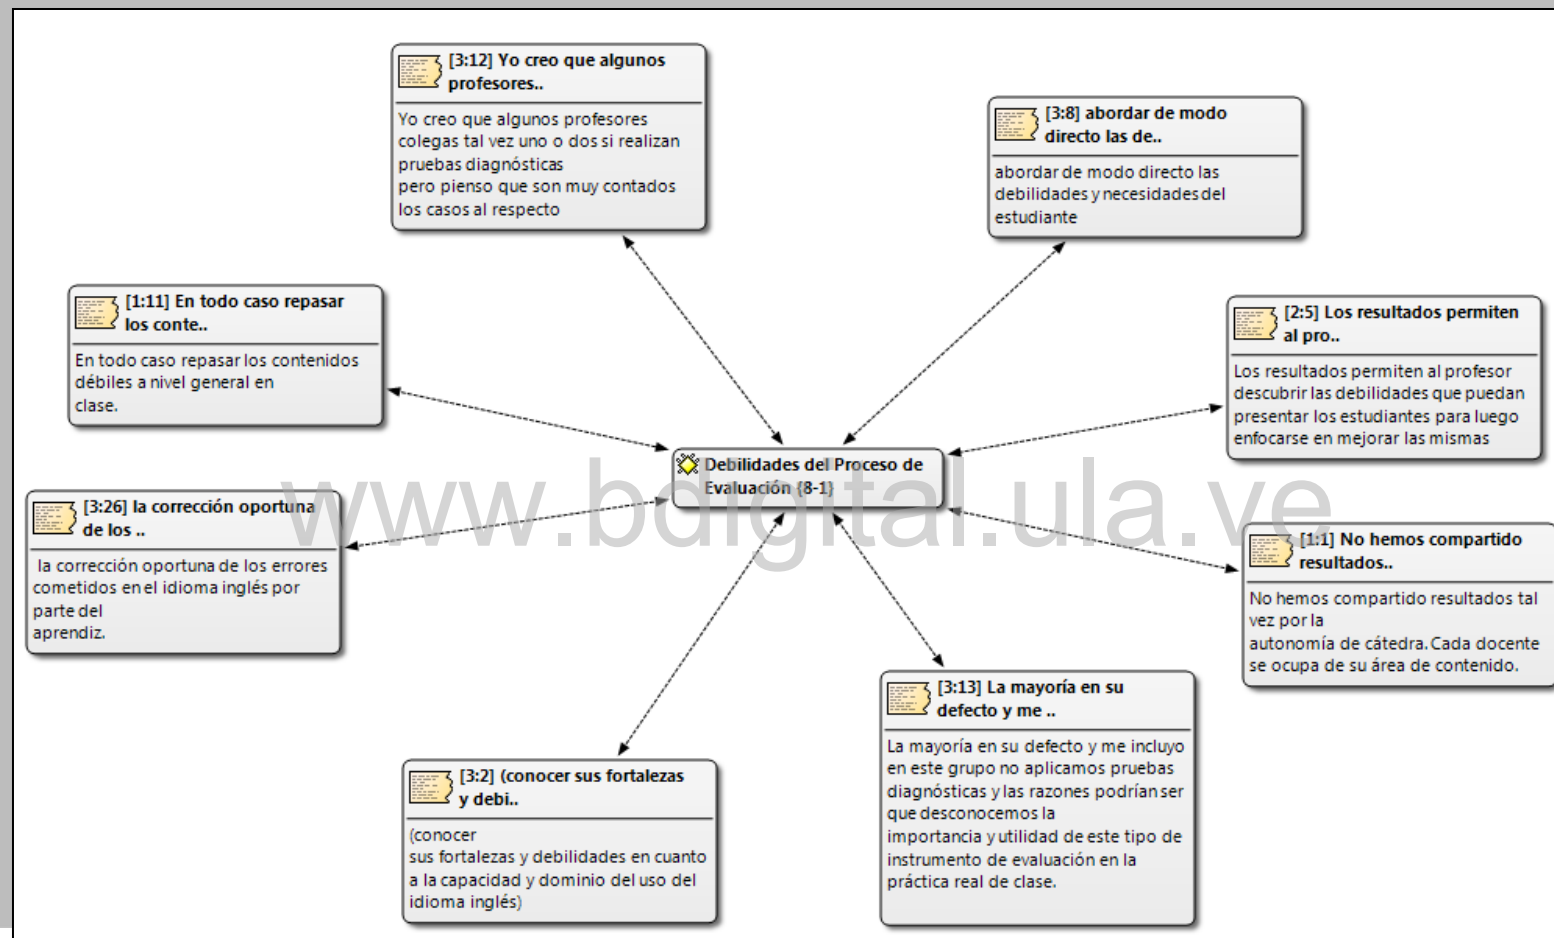 [3:12] Yo creo que algunos
profesores..
Yo creo que algunos profesores
colegas tal vez uno o dos si realizan
pruebas diagnósticas
pero pienso que son muy contados
los casos al respecto
[3:8] abordar de modo
directo las de..
abordar de modo directo las
debilidades y necesidades del
estudiante
[1:11] En todo caso repasar
los conte..
En todo caso repasar los contenidos
débiles a nivel general en
clase.
[2:5] Los resultados permiten
al pro..
Los resultados permiten al profesor
descubrir las debilidades que puedan
presentar los estudiantes para luego
enfocarse en mejorar las mismas
Debilidades del Proceso de
Evaluación {8-1}
www.bdigital.ula.ve
[3:26] la corrección oportuna
de los ..
la corrección oportuna de los errores
cometidos en el idioma inglés por
parte del
aprendiz.
[1:1] No hemos compartido
resultados..
No hemos compartido resultados tal
vez por la
autonomía de cátedra. Cada docente
se ocupa de su área de contenido.
[3:13] La mayoría en su
defecto y me ..
La mayoría en su defecto y me incluyo
en este grupo no aplicamos pruebas
diagnósticas y las razones podrían ser
que desconocemos la
importancia y utilidad de este tipo de
instrumento de evaluación en la
práctica real de clase.
[3:2] (conocer sus fortalezas
y debi..
(conocer
sus fortalezas y debilidades en cuanto
a la capacidad y dominio del uso del
idioma inglés)